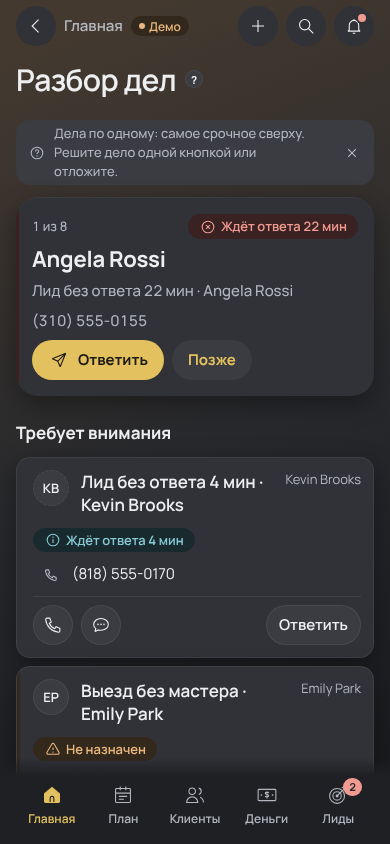 Главная
Демо
Разбор дел
?
Дела по одному: самое срочное сверху.
Решите дело одной кнопкой или
отложите.
1 из 8
Ждёт ответа 22 мин
Angela Rossi
Лид без ответа 22 мин · Angela Rossi
(310) 555-0155
Ответить
Позже
Требует внимания
KB
Лид без ответа 4 мин ·
Kevin Brooks
Kevin Brooks
Ждёт ответа 4 мин
(818) 555-0170
Ответить
EP
Выезд без мастера ·
Emily Park
Emily Park
Не назначен
2
Главная
План
Клиенты
Деньги
Лиды